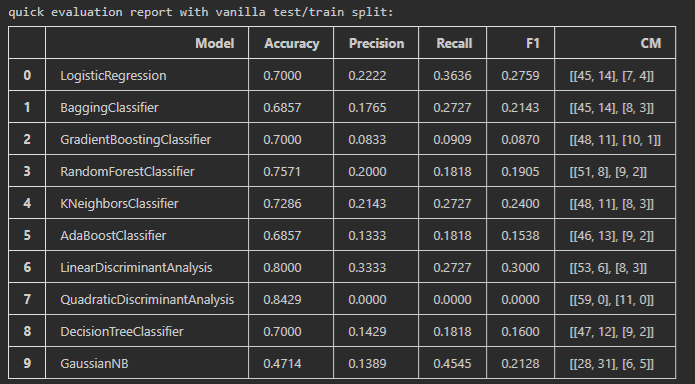 quick evaluation report with vanilla test/train split:
Model Accuracy Precision Recall F1 CM
0 LogisticRegression 0.7000 0.2222 0.3636 0.2759 [[45, 14], [7, 4]]
1 BaggingClassifier 0.6857 0.1765 0.2727 0.2143 [[45, 14], [8, 3]]
2 GradientBoostingClassifier 0.7000 0.0833 0.0909 0.0870 [[48, 11], [10, 1]]
3 RandomForestClassifier 0.7571 0.2000 0.1818 0.1905 [[51, 8], [9, 2]]
4 KNeighborsClassifier 0.7286 0.2143 0.2727 0.2400 [[48, 11], [8, 3]]
5 AdaBoostClassifier 0.6857 0.1333 0.1818 0.1538 [[46, 13], [9, 2]]
6 LinearDiscriminantAnalysis 0.8000 0.3333 0.2727 0.3000 [[53, 6], [8, 3]]
7 QuadraticDiscriminantAnalysis 0.8429 0.0000 0.0000 0.0000 [[59, 0], [11, 0]]
8 DecisionTreeClassifier 0.7000 0.1429 0.1818 0.1600 [[47, 12], [9, 2]]
9 GaussianNB 0.4714 0.1389 0.4545 0.2128 [[28, 31], [6, 5]]